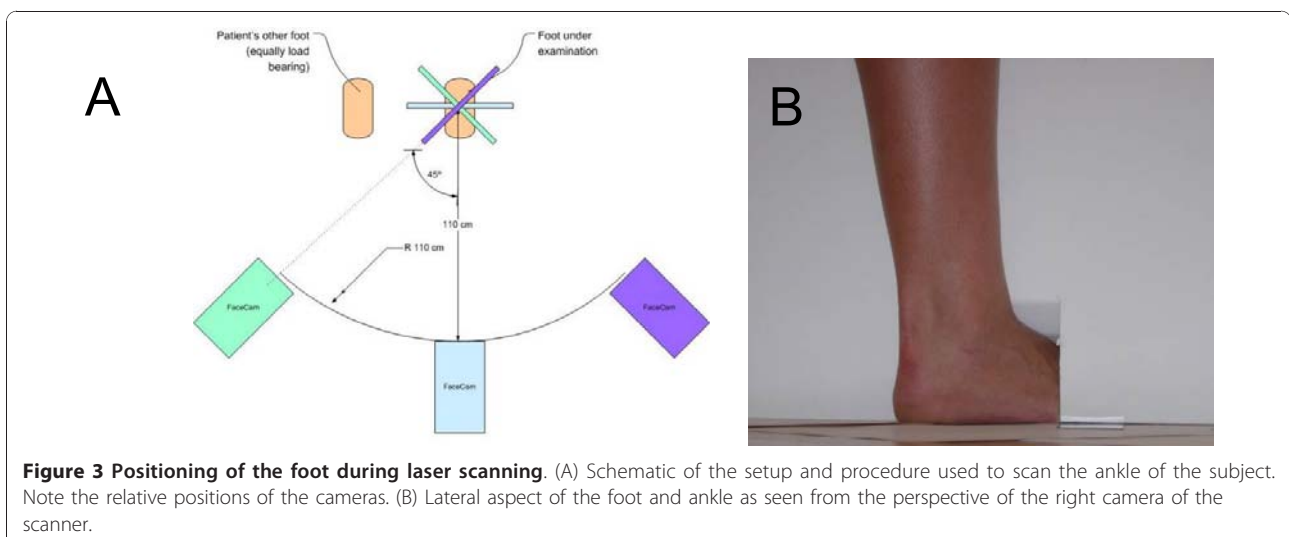 Patient's other foot
(equally load
bearing)
Foot under
examination
A
B
45º
110 cm
R 110 cm
FaceCam
FaceCam
FaceCam
Figure 3 Positioning of the foot during laser scanning. (A) Schematic of the setup and procedure used to scan the ankle of the subject.
Note the relative positions of the cameras. (B) Lateral aspect of the foot and ankle as seen from the perspective of the right camera of the
scanner.